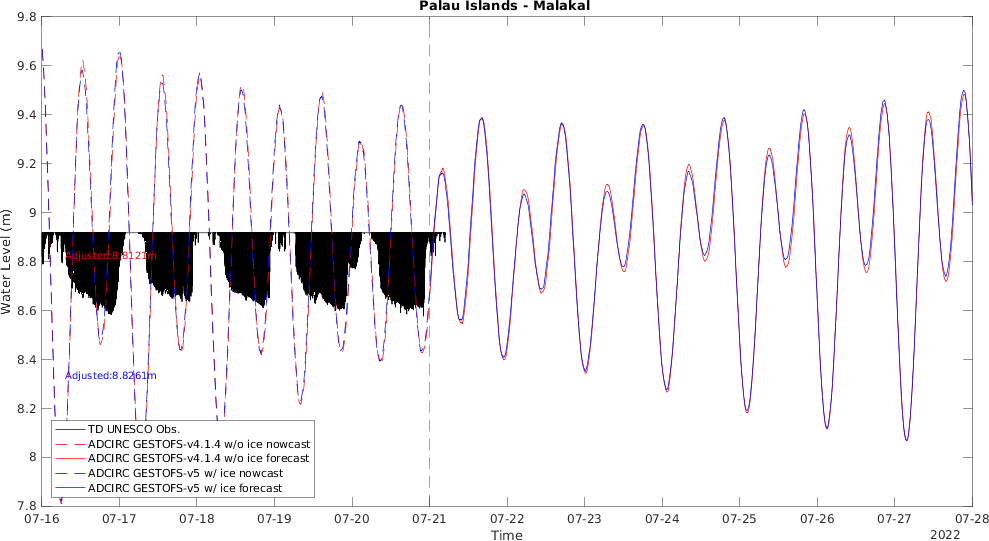 Palau Islands - Malakal
9.8
9.6
9.4
9.2
9
8.8
8.6
8.4
8.2
8
7.8
Water Level (m)
Adjusted:8.8121m
Adjusted:8.8261m
TD UNESCO Obs.
ADCIRC GESTOFS-v4.1.4 w/o ice nowcast
ADCIRC GESTOFS-v4.1.4 w/o ice forecast
ADCIRC GESTOFS-v5 w/ ice nowcast
ADCIRC GESTOFS-v5 w/ ice forecast
07-16 07-17 07-18 07-19 07-20 07-21 07-22 07-23 07-24 07-25 07-26 07-27 07-28
Time
2022